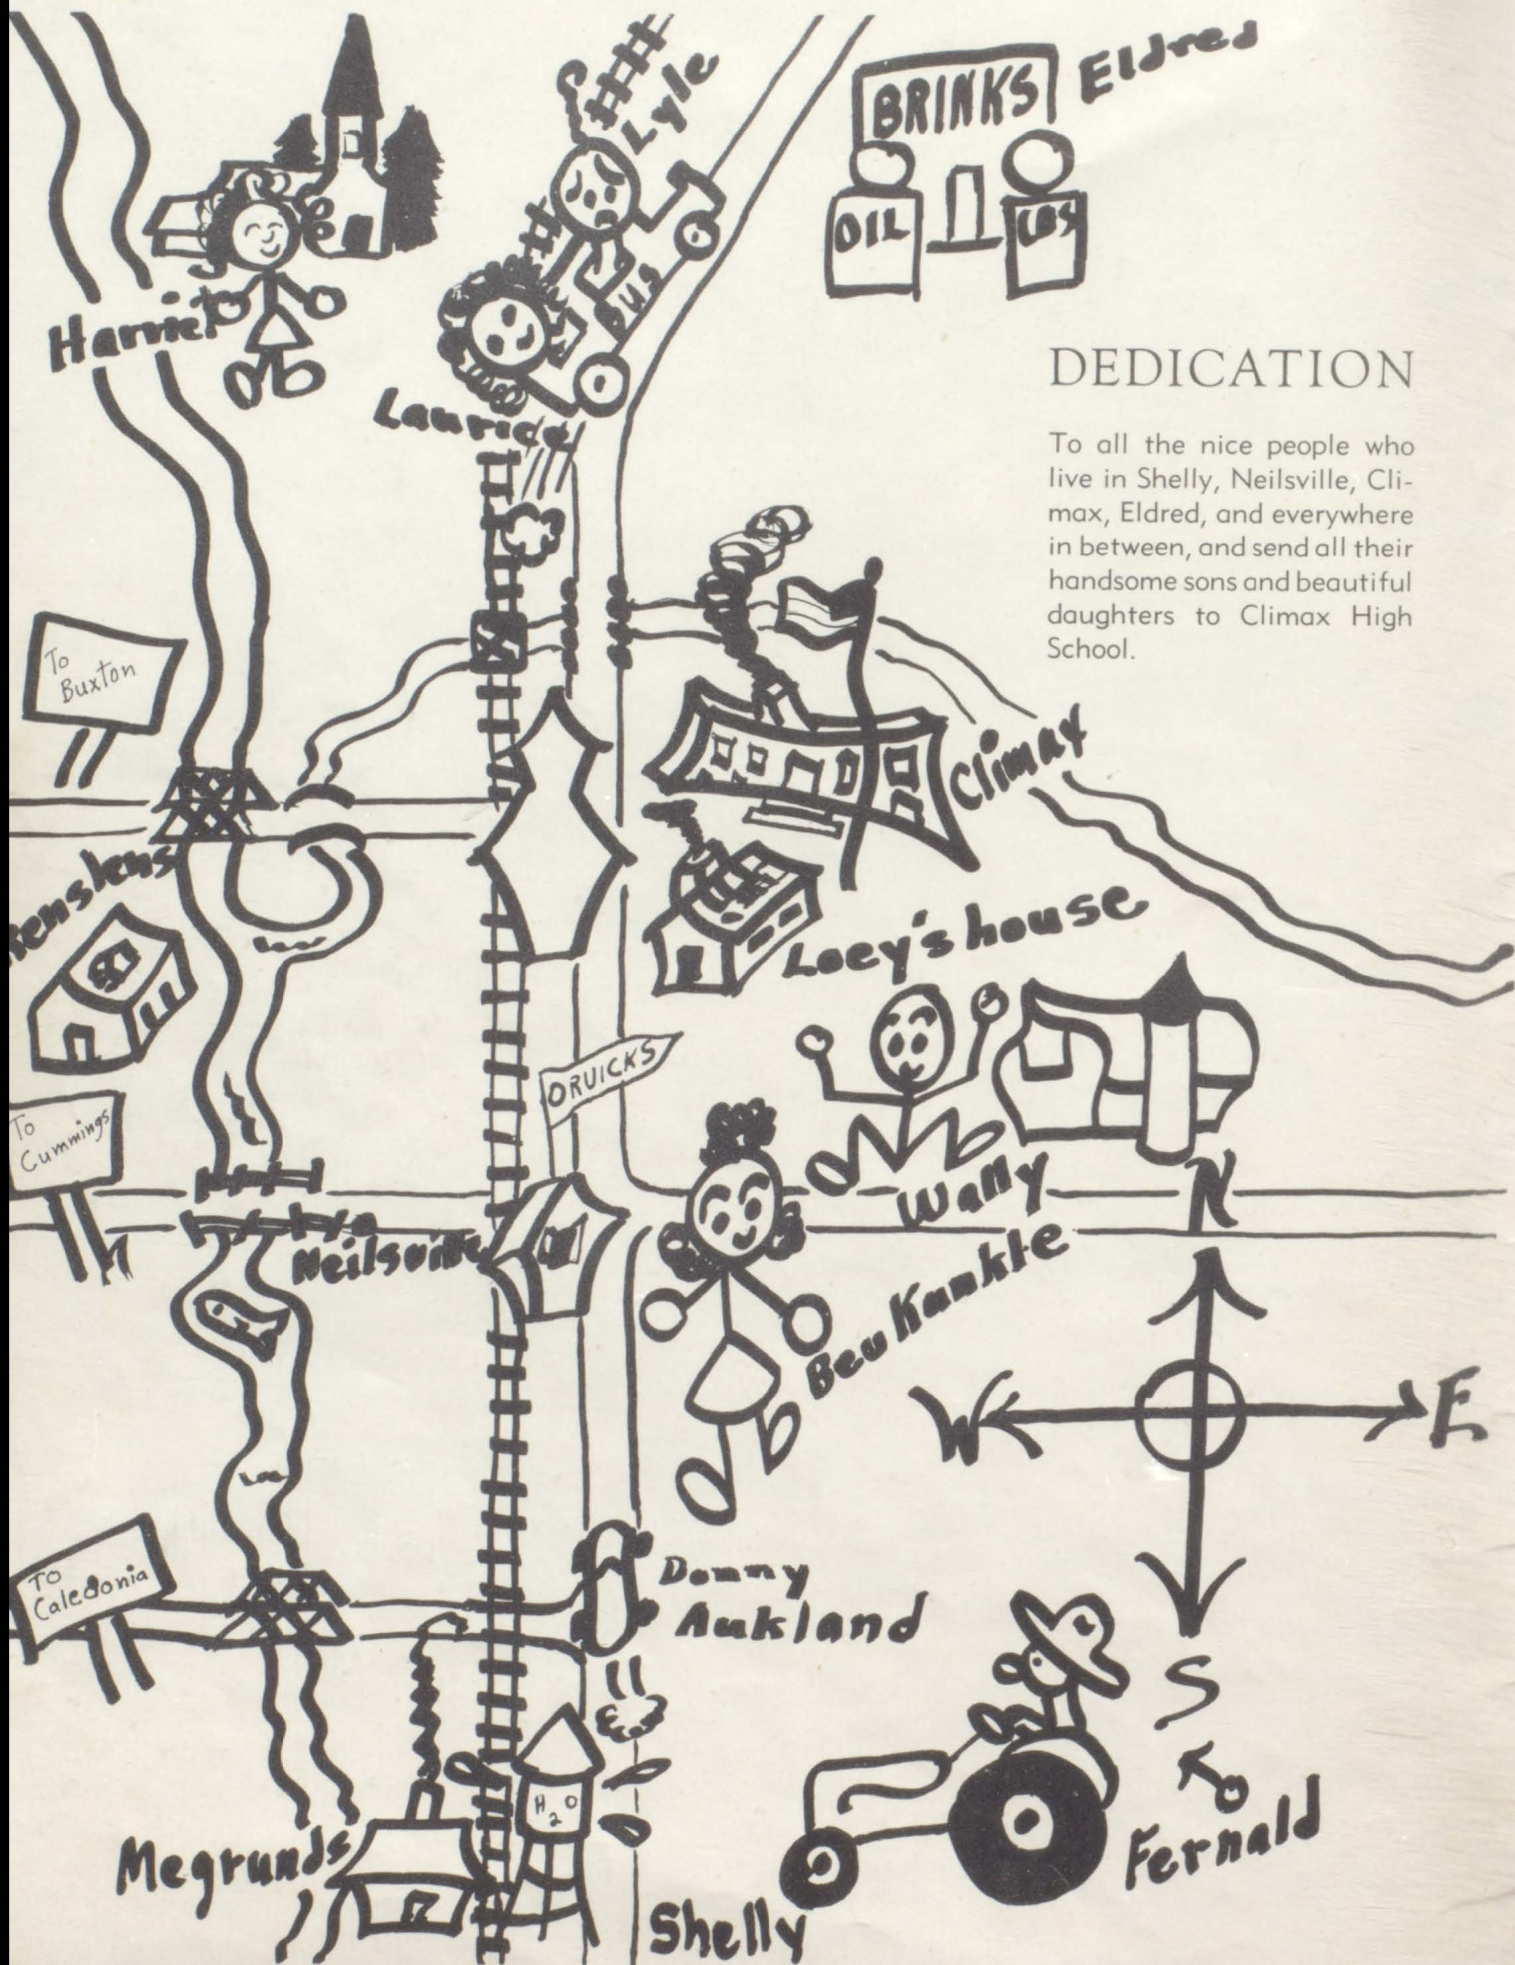 Eldred
BRINKS
OIL
Lyle
BUS
Harriet
Laurice
DEDICATION
To all the nice people who
live in Shelly, Neilsville, Cli-
max, Eldred, and everywhere
in between, and send all their
handsome sons and beautiful
daughters to Climax High
School.
To
Buxton
Climax
Loey's house
ORUICKS
To
Cummings
Wally
N
Neilsville
Bev Kunkle
W
E
To
Caledonia
Donny
Aukland
S
H2O
Megrunds
Fernald
Shelly